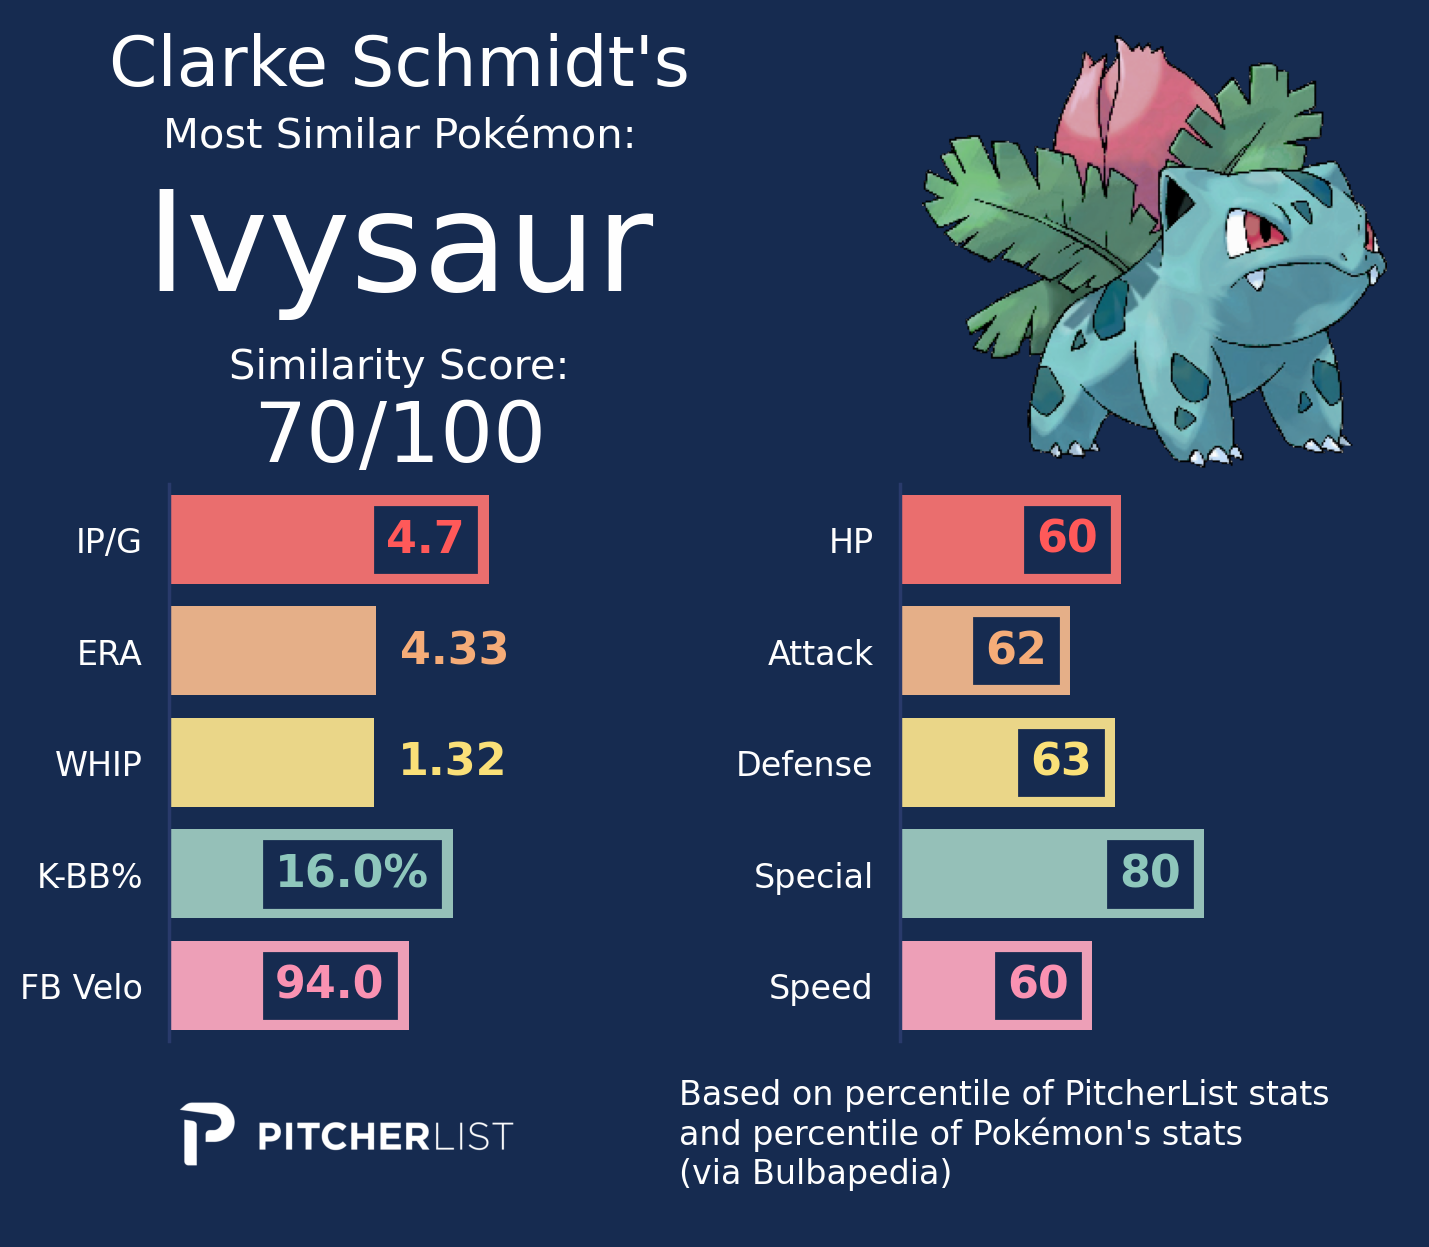 Clarke Schmidt's
Most Similar Pokémon:
Ivysaur
Similarity Score:
70/100
IP/G 4.7
ERA 4.33
WHIP 1.32
K-BB% 16.0%
FB Velo 94.0
HP 60
Attack 62
Defense 63
Special 80
Speed 60
PITCHERLIST
Based on percentile of PitcherList stats
and percentile of Pokémon's stats
(via Bulbapedia)